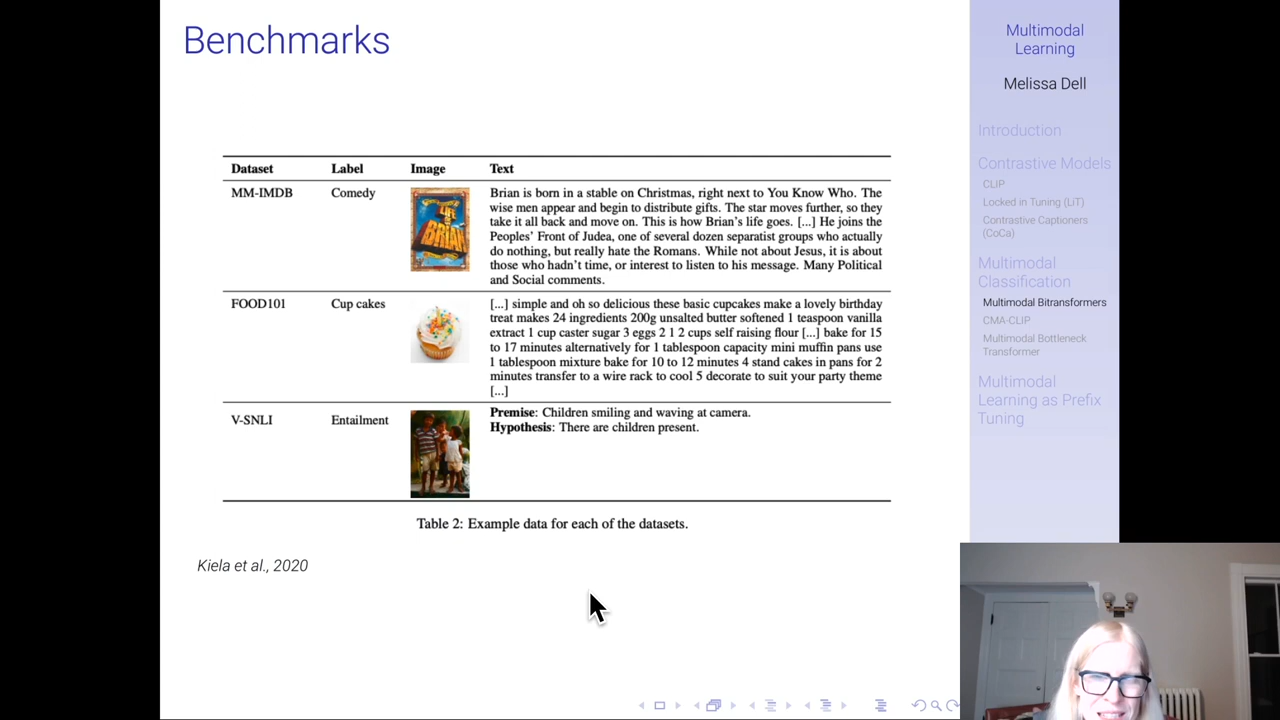 Benchmarks
Dataset Label Image Text
MM-IMDB Comedy
LIFE
OF
BRIAN
Brian is born in a stable on Christmas, right next to You Know Who. The
wise men appear and begin to distribute gifts. The star moves further, so they
take it all back and move on. This is how Brian's life goes. [...] He joins the
Peoples' Front of Judea, one of several dozen separatist groups who actually
do nothing, but really hate the Romans. While not about Jesus, it is about
those who hadn't time, or interest to listen to his message. Many Political
and Social comments.
FOOD101 Cup cakes
[...] simple and oh so delicious these basic cupcakes make a lovely birthday
treat makes 24 ingredients 200g unsalted butter softened 1 teaspoon vanilla
extract 1 cup caster sugar 3 eggs 2 1 2 cups self raising flour [...] bake for 15
to 17 minutes alternatively for 1 tablespoon capacity mini muffin pans use
1 tablespoon mixture bake for 10 to 12 minutes 4 stand cakes in pans for 2
minutes transfer to a wire rack to cool 5 decorate to suit your party theme
[...]
V-SNLI Entailment
Premise: Children smiling and waving at camera.
Hypothesis: There are children present.
Table 2: Example data for each of the datasets.
Kiela et al., 2020
Multimodal
Learning
Melissa Dell
Introduction
Contrastive Models
CLIP
Locked in Tuning (LiT)
Contrastive Captioners
(CoCa)
Multimodal
Classification
Multimodal Bitransformers
CMA-CLIP
Multimodal Bottleneck
Transformer
Multimodal
Learning as Prefix
Tuning